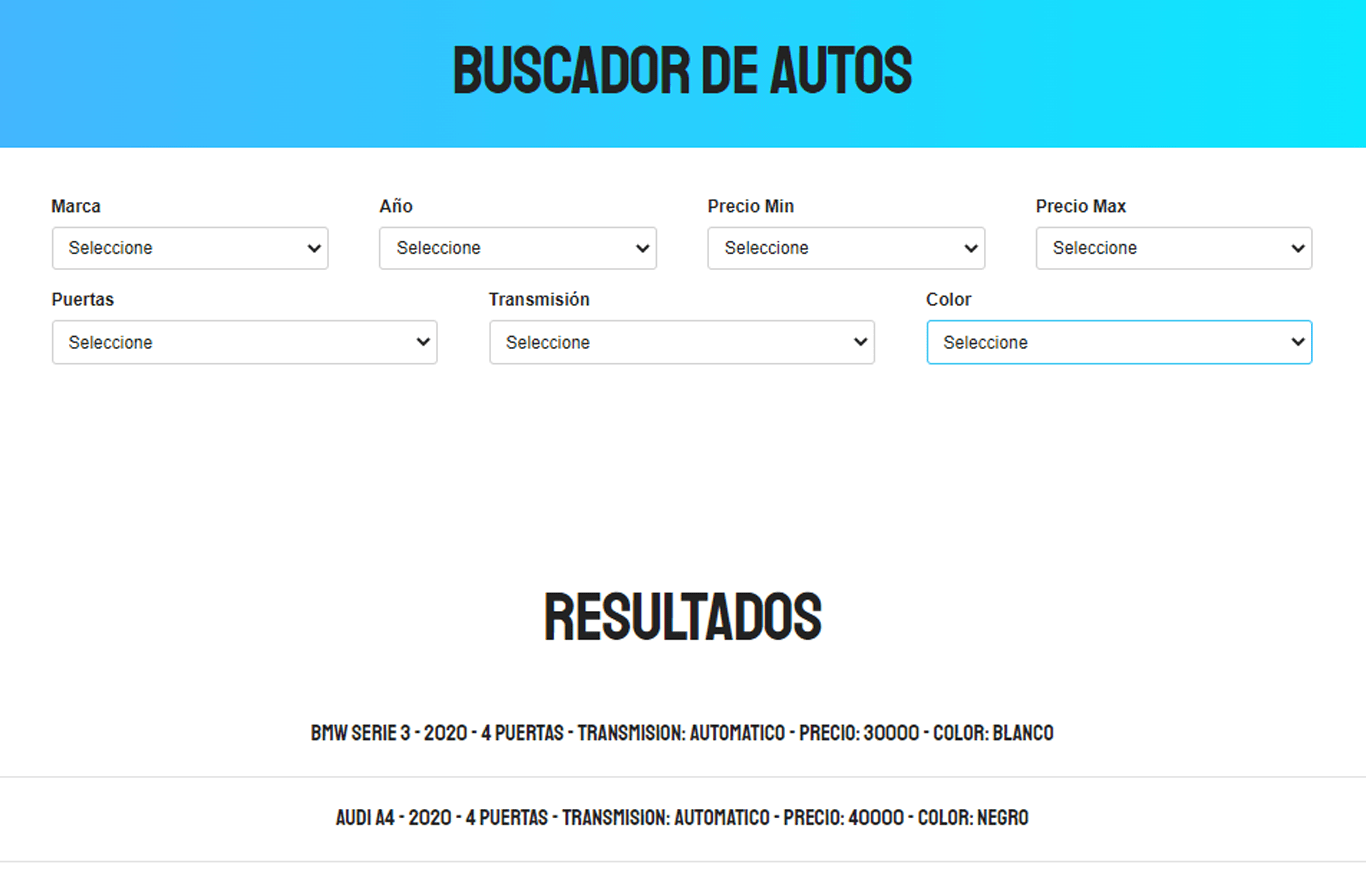 BUSCADOR DE AUTOS
Marca Año Precio Min Precio Max
Seleccione Seleccione Seleccione Seleccione
Puertas Transmisión Color
Seleccione Seleccione Seleccione
RESULTADOS
BMW SERIE 3 - 2020 - 4 PUERTAS - TRANSMISION: AUTOMATICO - PRECIO: 30000 - COLOR: BLANCO
AUDI A4 - 2020 - 4 PUERTAS - TRANSMISION: AUTOMATICO - PRECIO: 40000 - COLOR: NEGRO